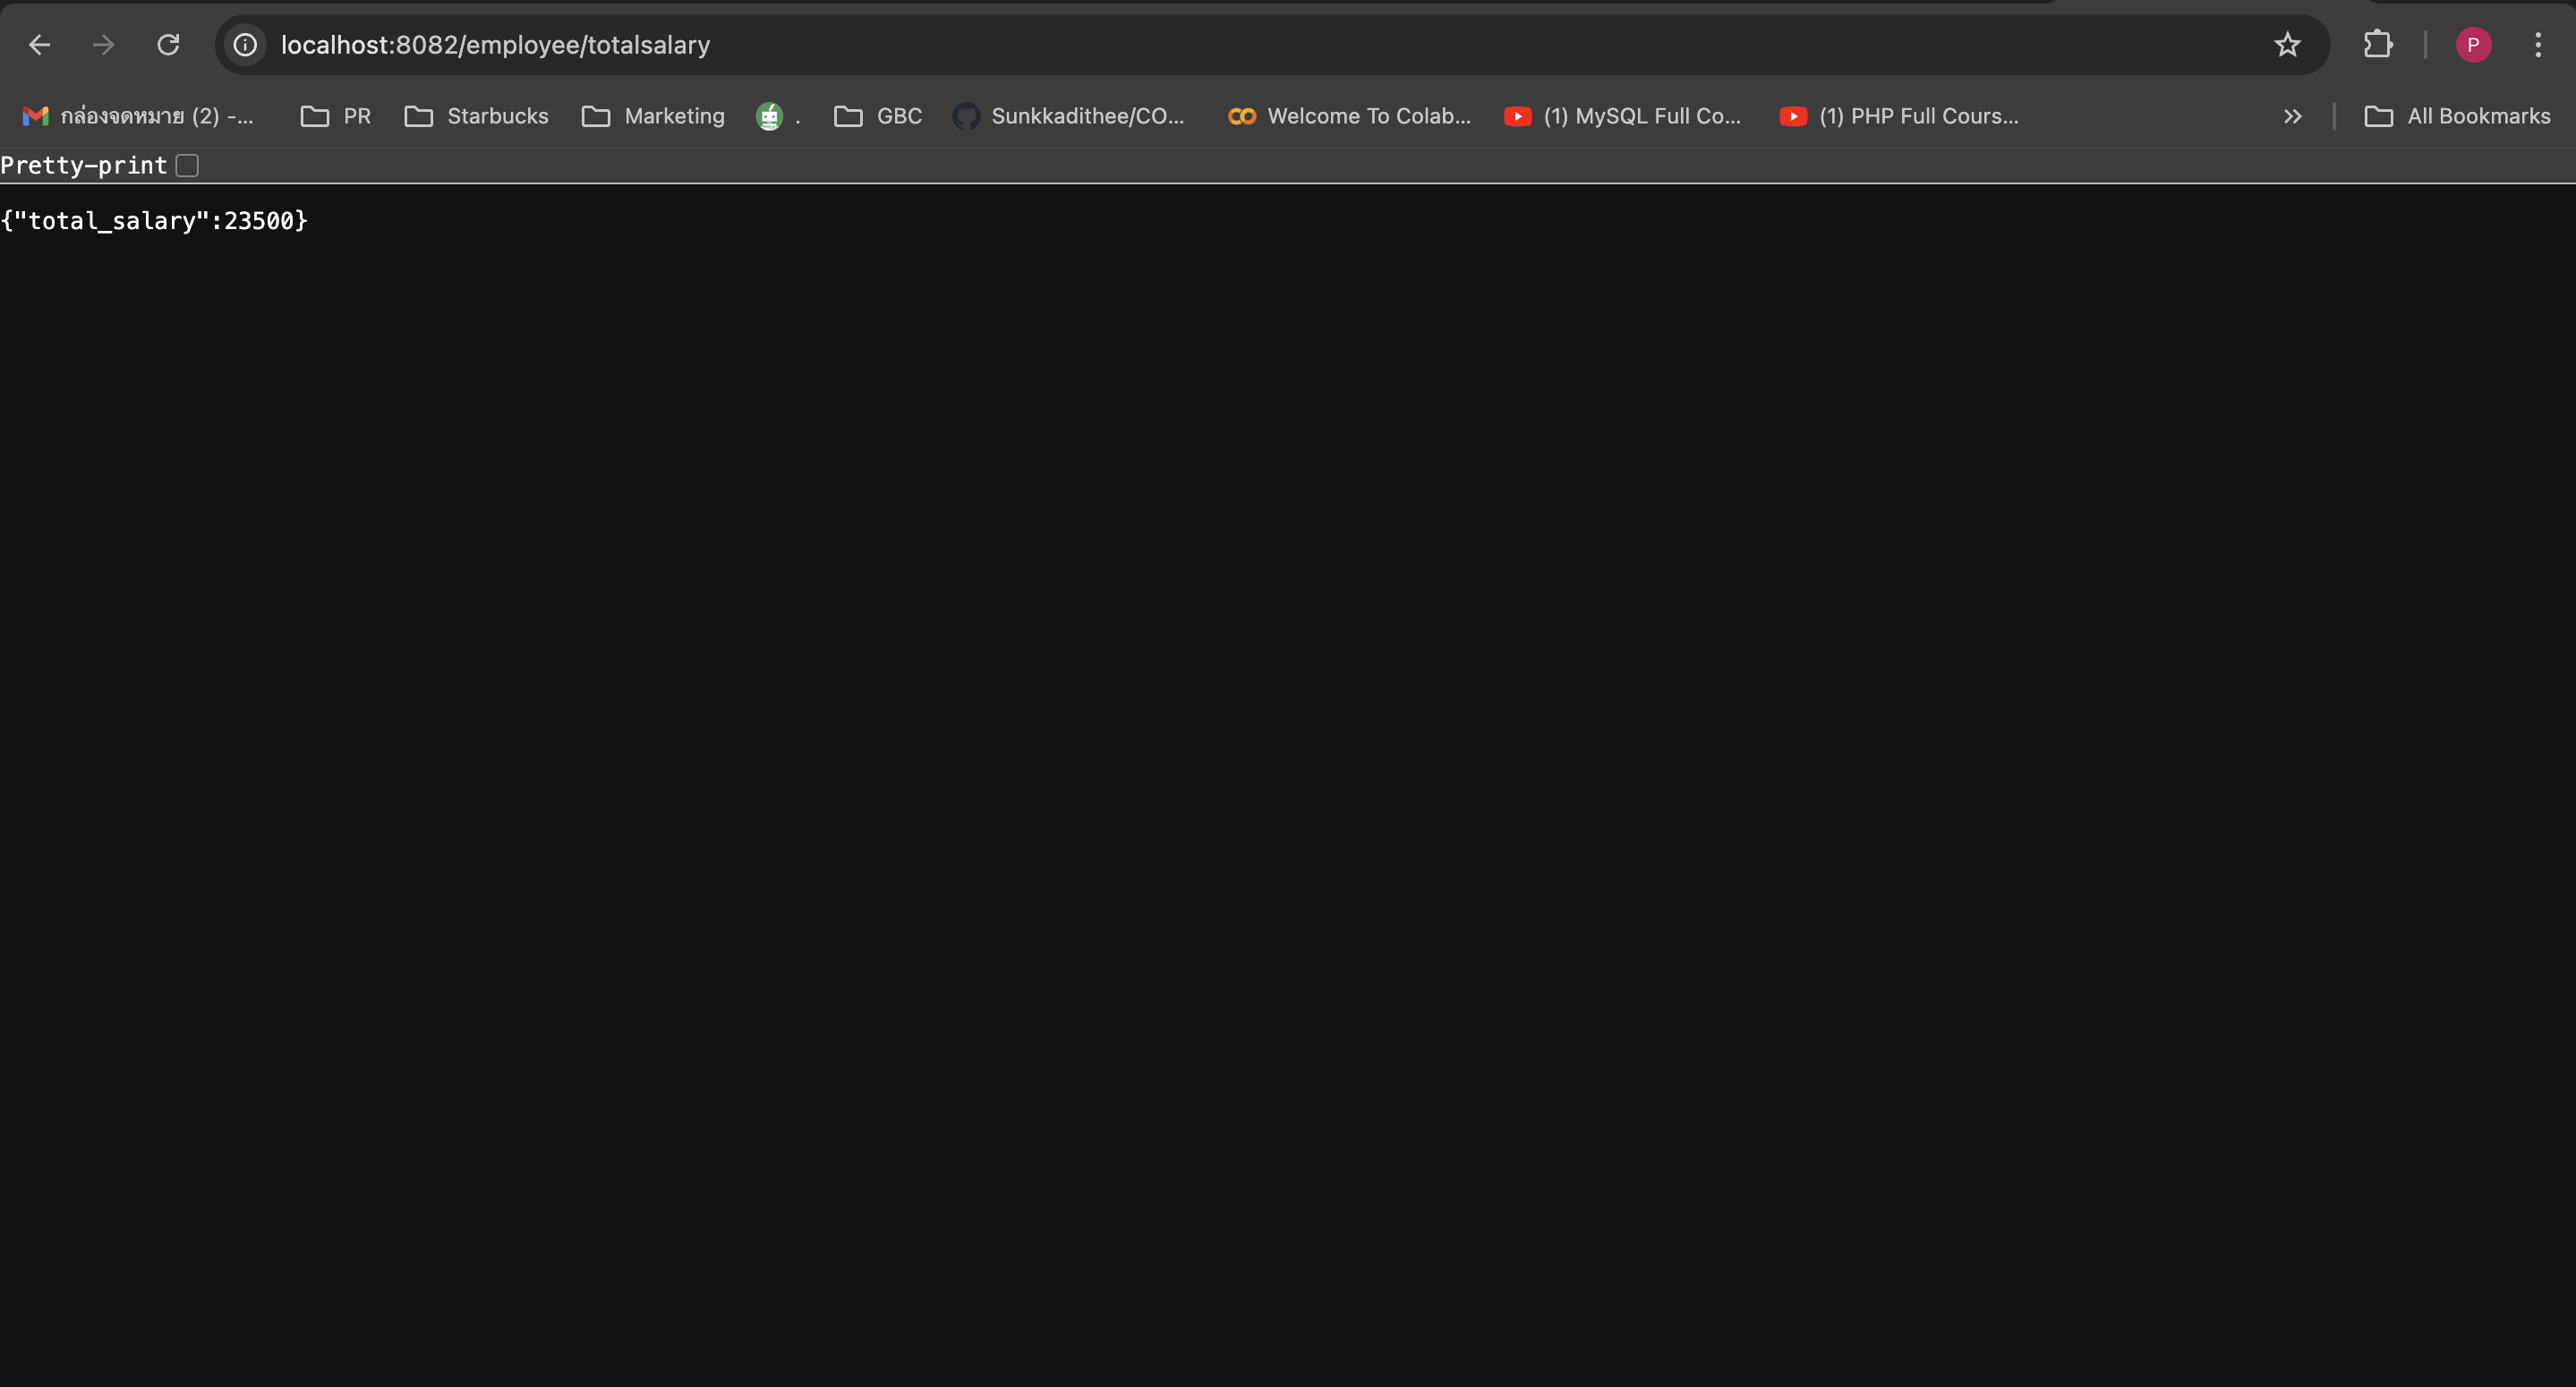 localhost:8082/employee/totalsalary
P
กล่องจดหมาย (2) -... PR Starbucks Marketing . GBC Sunkkadithee/CO... Welcome To Colab... (1) MySQL Full Co... (1) PHP Full Cours... All Bookmarks
Pretty-print
{"total_salary":23500}